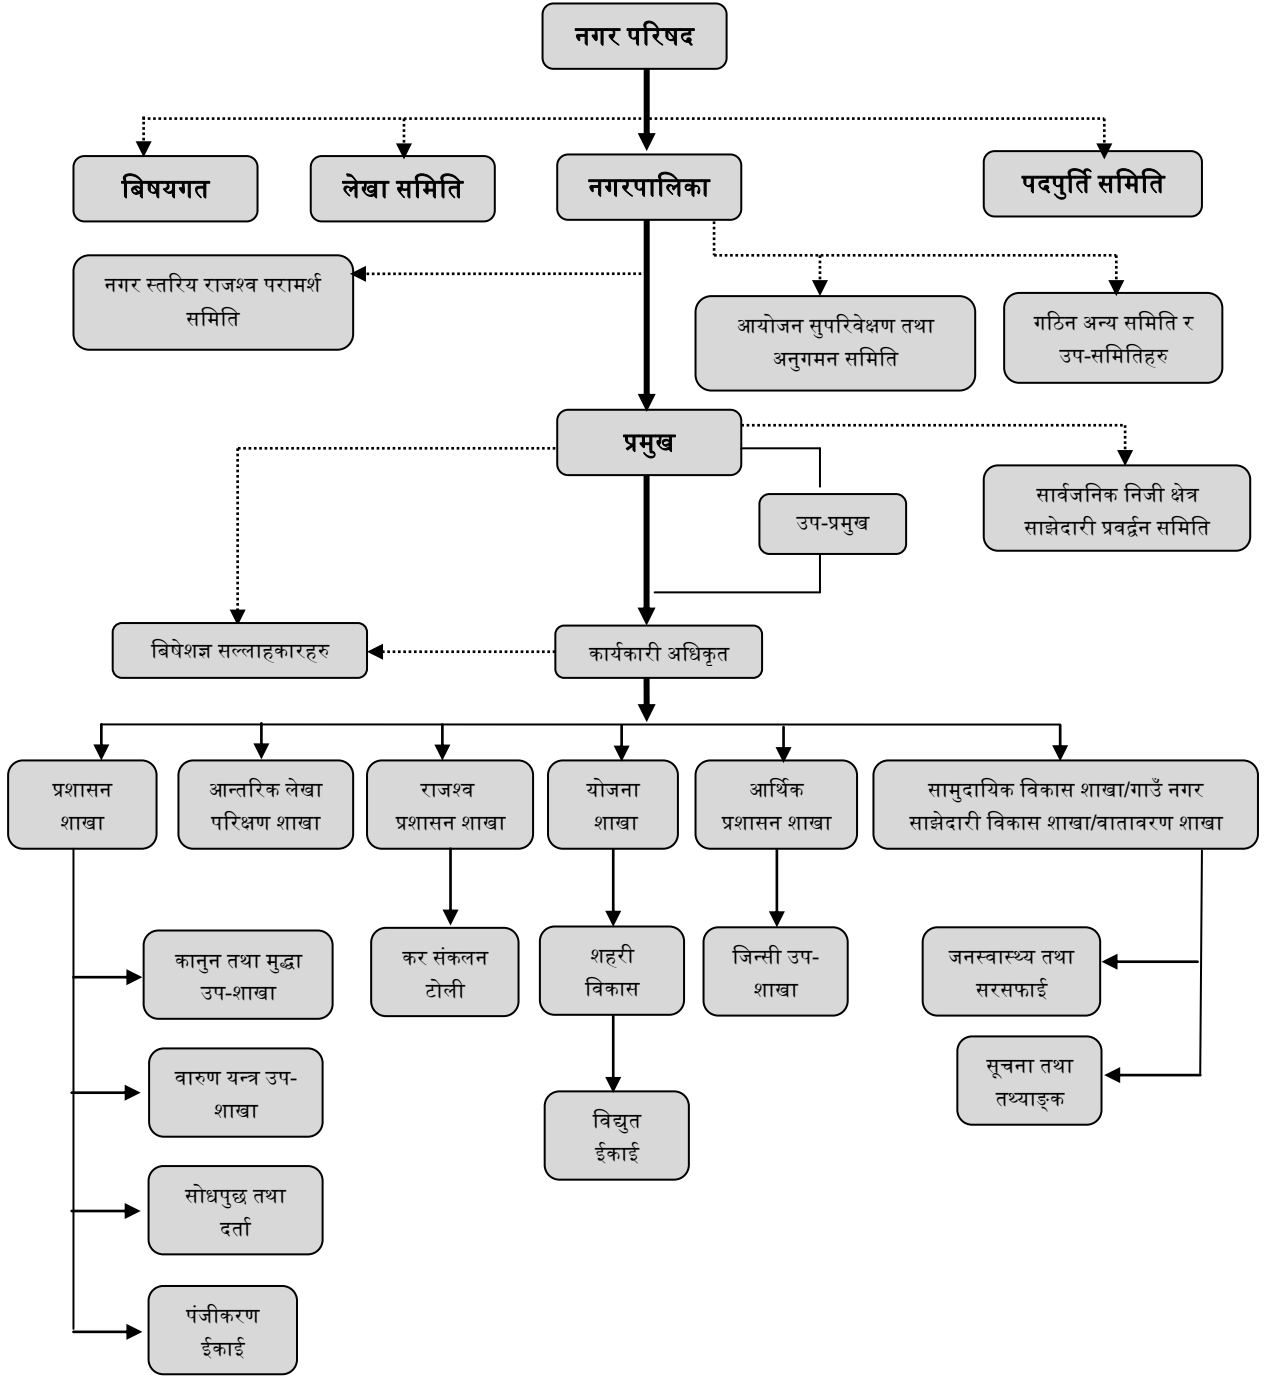 नगर परिषद
बिषयगत
लेखा समिति
नगरपालिका
पदपुर्ति समिति
नगर स्तरिय राजश्व परामर्श
समिति
आयोजन सुपरिवेक्षण तथा
अनुगमन समिति
गठिन अन्य समिति र
उप-समितिहरु
प्रमुख
उप-प्रमुख
सार्वजनिक निजी क्षेत्र
साझेदारी प्रवर्द्वन समिति
बिषेशज्ञ सल्लाहकारहरु
कार्यकारी अधिकृत
प्रशासन
शाखा
आन्तरिक लेखा
परिक्षण शाखा
राजश्व
प्रशासन शाखा
योजना
शाखा
आर्थिक
प्रशासन शाखा
सामुदायिक विकास शाखा/गाउँ नगर
साझेदारी विकास शाखा/वातावरण शाखा
कानुन तथा मुद्धा
उप-शाखा
कर संकलन
टोली
शहरी
विकास
जिन्सी उप-
शाखा
जनस्वास्थ्य तथा
सरसफाई
वारुण यन्त्र उप-
शाखा
विद्युत
ईकाई
सूचना तथा
तथ्याङ्क
सोधपुछ तथा
दर्ता
पंजीकरण
ईकाई